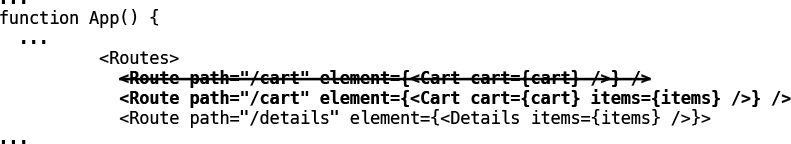 ...
function App() {
  ...
          <Routes>
            <Route path="/cart" element={<Cart cart={cart} />} />
            <Route path="/cart" element={<Cart cart={cart} items={items} />} />
            <Route path="/details" element={<Details items={items} />}>
...